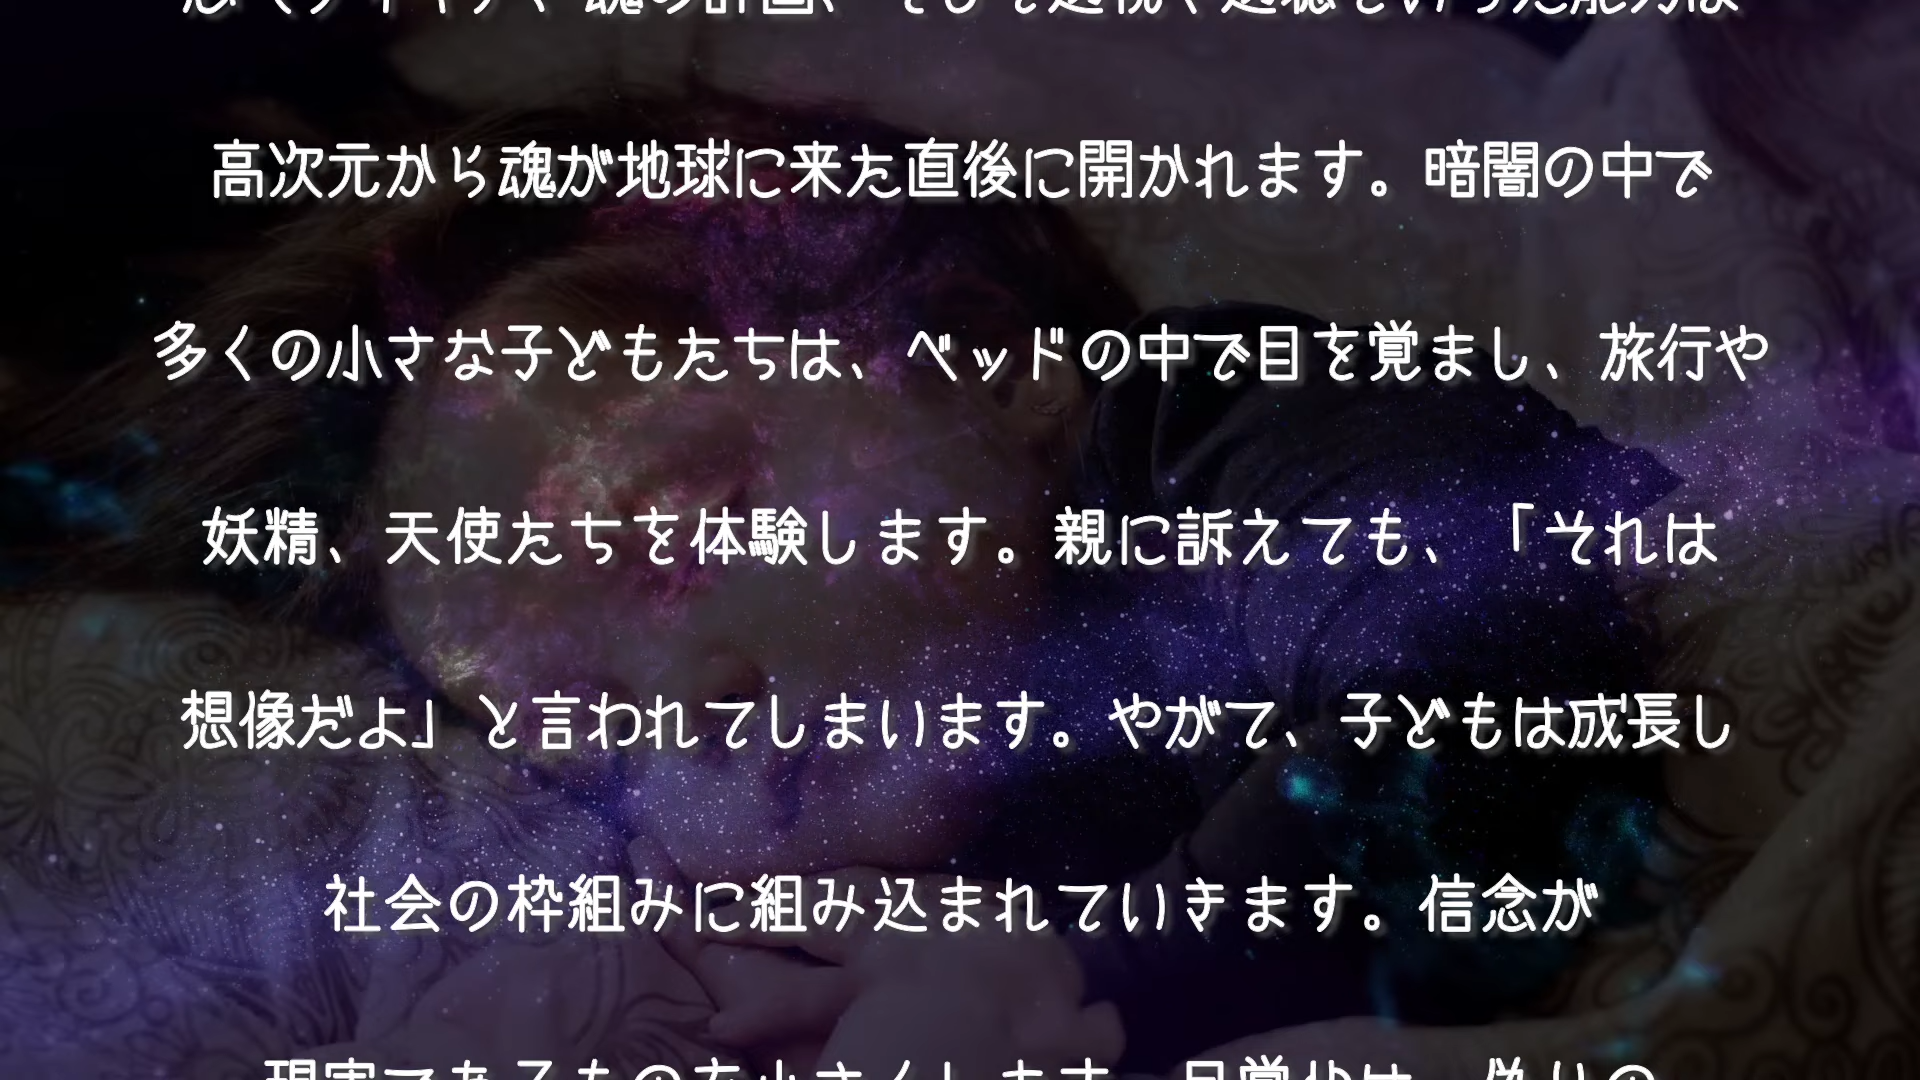 高次元から魂が地球に来た直後に開かれます。暗闇の中で
多くの小さな子どもたちは、ベッドの中で目を覚まし、旅行や
妖精、天使たちを体験します。親に訴えても、「それは
想像だよ」と言われてしまいます。やがて、子どもは成長し
社会の枠組みに組み込まれていきます。信念が